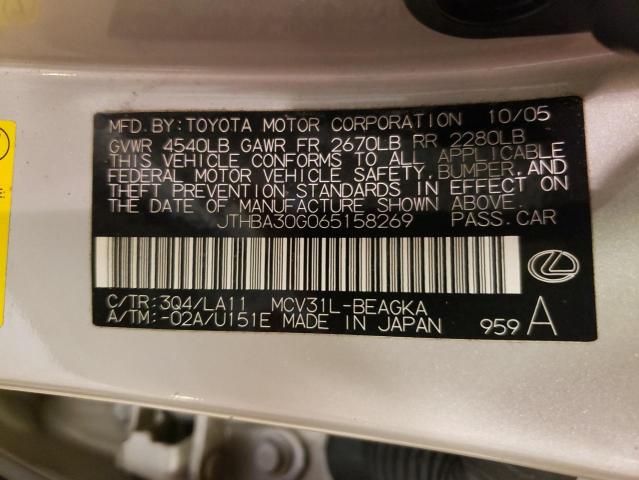 MFD.BY:TOYOTA MOTOR CORPORATION 10/05
GVWR 4540LB GAWR FR 2670LB RR 2280LB
THIS VEHICLE CONFORMS TO ALL APPLICABLE
FEDERAL MOTOR VEHICLE SAFETY, BUMPER, AND
THEFT PREVENTION STANDARDS IN EFFECT ON
THE DATE OF MANUFACTURE SHOWN ABOVE.
JTHBA30G065158269 PASS.CAR
C/TR:3Q4/LA11 MCV31L-BEAGKA
A/TM:-02A/U151E MADE IN JAPAN 959 A